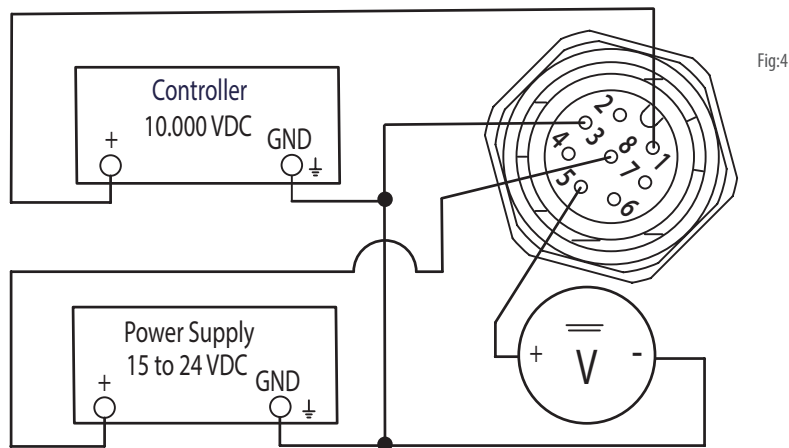 Fig:4
Controller
10.000 VDC
+
GND
Power Supply
15 to 24 VDC
+
GND
1
2
3
4
5
6
7
8
+
V
-